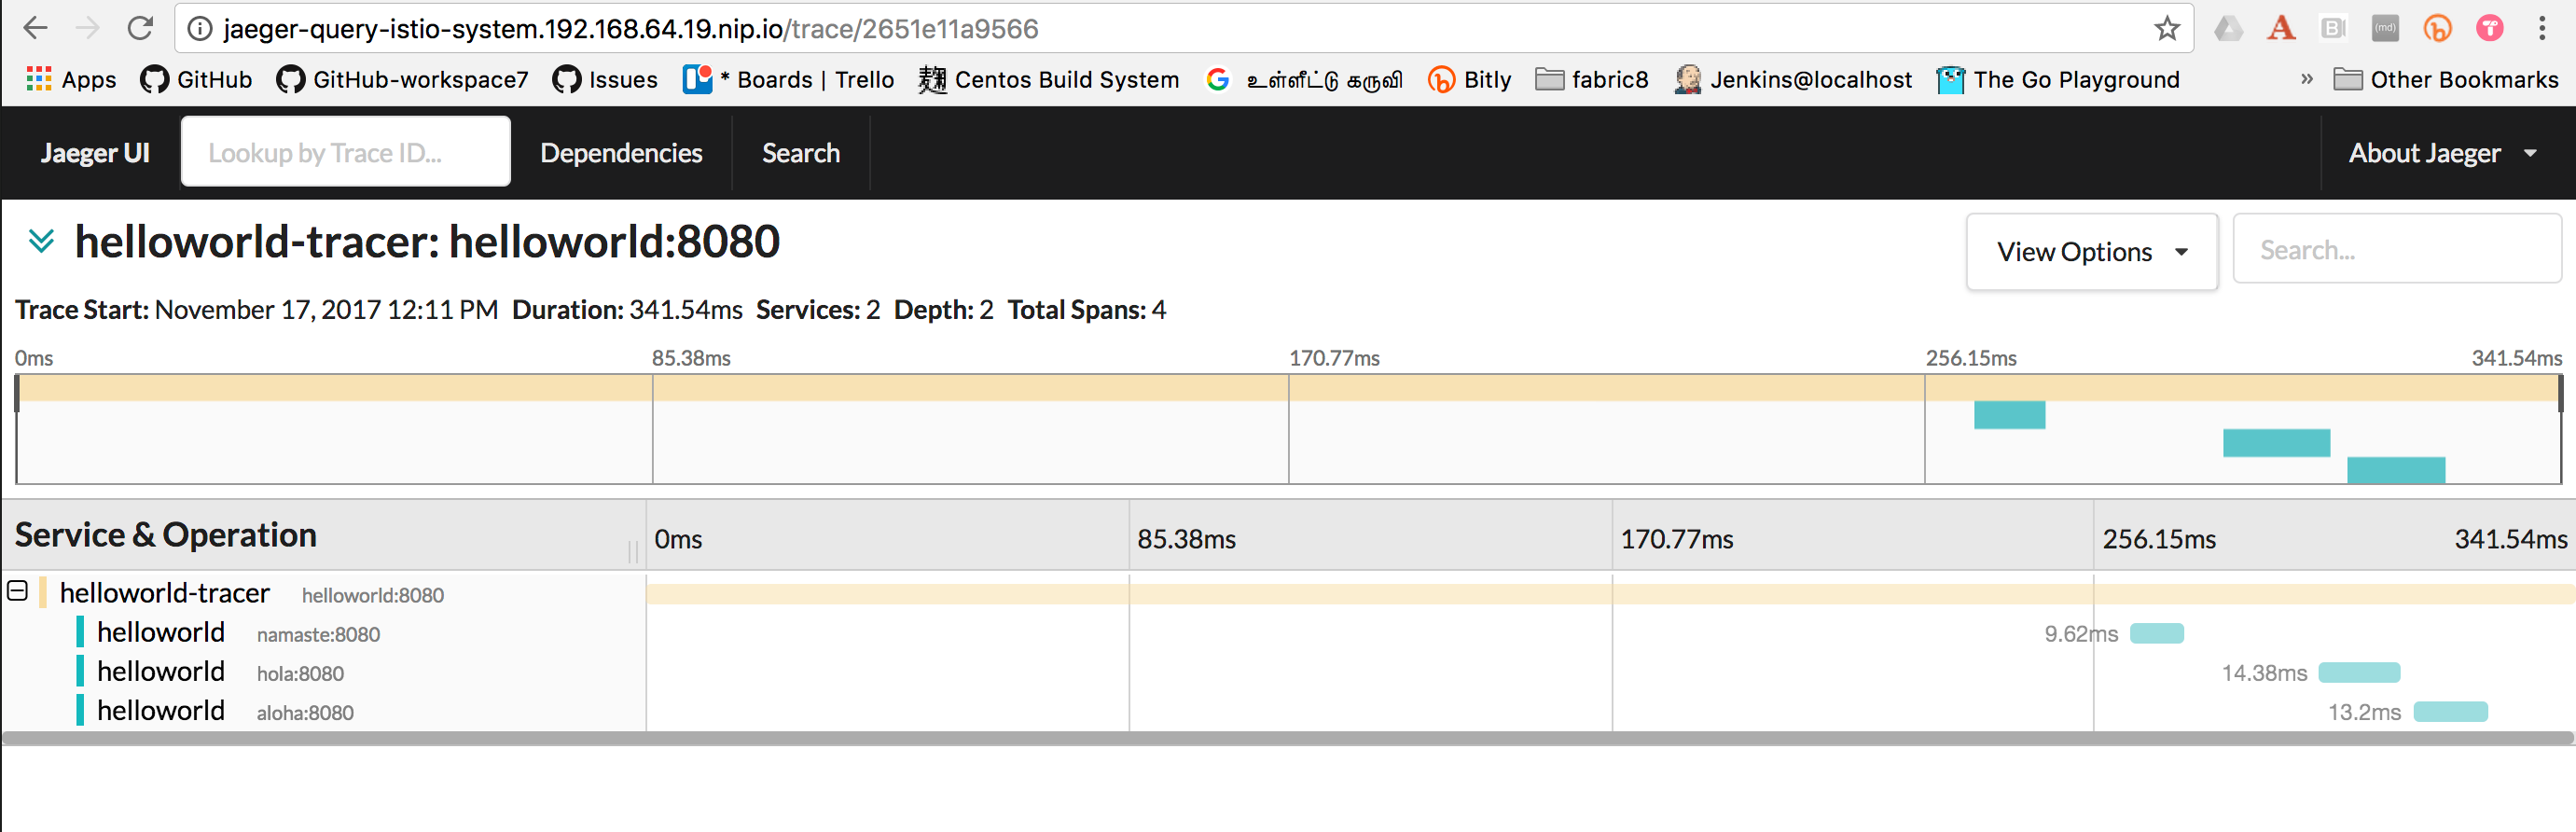 jaeger-query-istio-system.192.168.64.19.nip.io/trace/2651e11a9566
Apps GitHub GitHub-workspace7 Issues * Boards | Trello Centos Build System உள்ளீட்டு கருவி Bitly fabric8 Jenkins@localhost The Go Playground » Other Bookmarks
Jaeger UI Lookup by Trace ID... Dependencies Search About Jaeger
helloworld-tracer: helloworld:8080 View Options Search...
Trace Start: November 17, 2017 12:11 PM Duration: 341.54ms Services: 2 Depth: 2 Total Spans: 4
0ms 85.38ms 170.77ms 256.15ms 341.54ms
Service & Operation 0ms 85.38ms 170.77ms 256.15ms 341.54ms
helloworld-tracer helloworld:8080
helloworld namaste:8080 9.62ms
helloworld hola:8080 14.38ms
helloworld aloha:8080 13.2ms